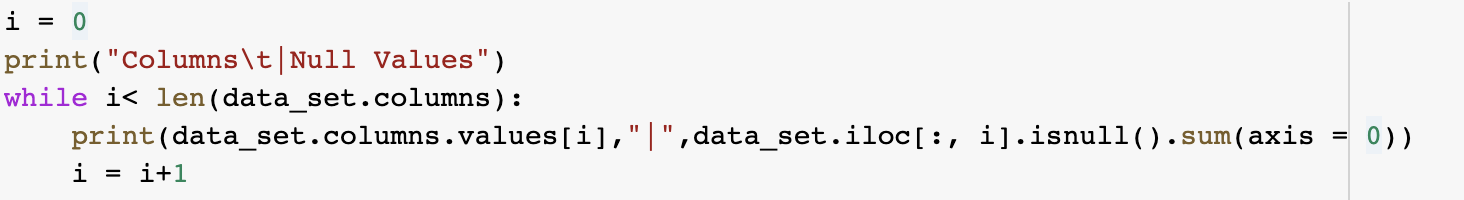 i = 0
print("Columns\t|Null Values")
while i< len(data_set.columns):
    print(data_set.columns.values[i],"|",data_set.iloc[:, i].isnull().sum(axis = 0))
    i = i+1